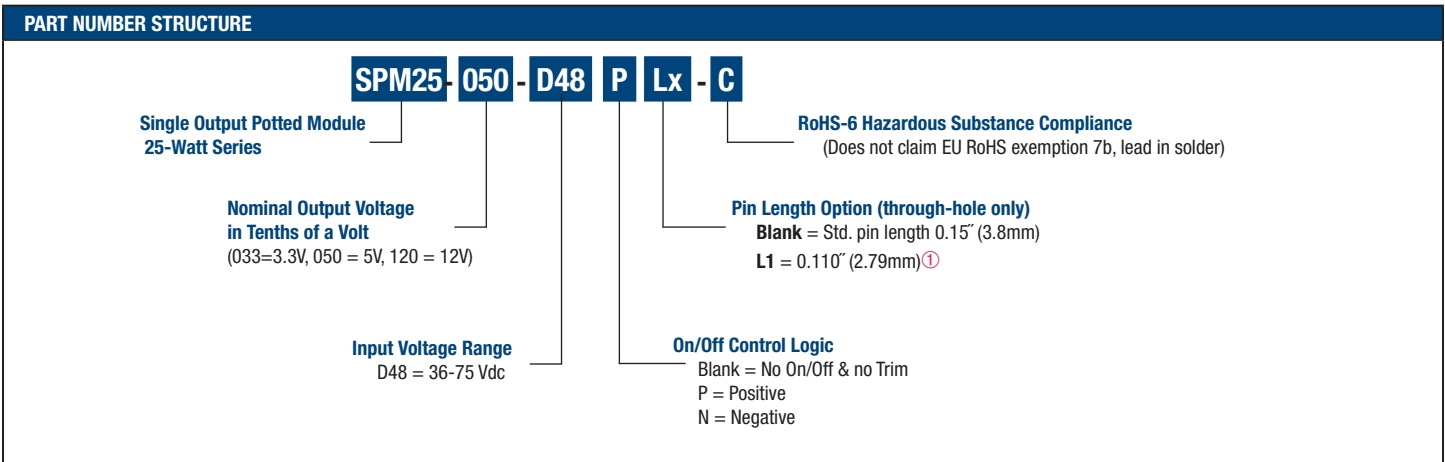 PART NUMBER STRUCTURE
SPM25 - 050 - D48 P Lx - C
Single Output Potted Module
25-Watt Series
RoHS-6 Hazardous Substance Compliance
(Does not claim EU RoHS exemption 7b, lead in solder)
Nominal Output Voltage
in Tenths of a Volt
(033=3.3V, 050 = 5V, 120 = 12V)
Pin Length Option (through-hole only)
Blank = Std. pin length 0.15˝ (3.8mm)
L1 = 0.110˝ (2.79mm)①
Input Voltage Range
D48 = 36-75 Vdc
On/Off Control Logic
Blank = No On/Off & no Trim
P = Positive
N = Negative